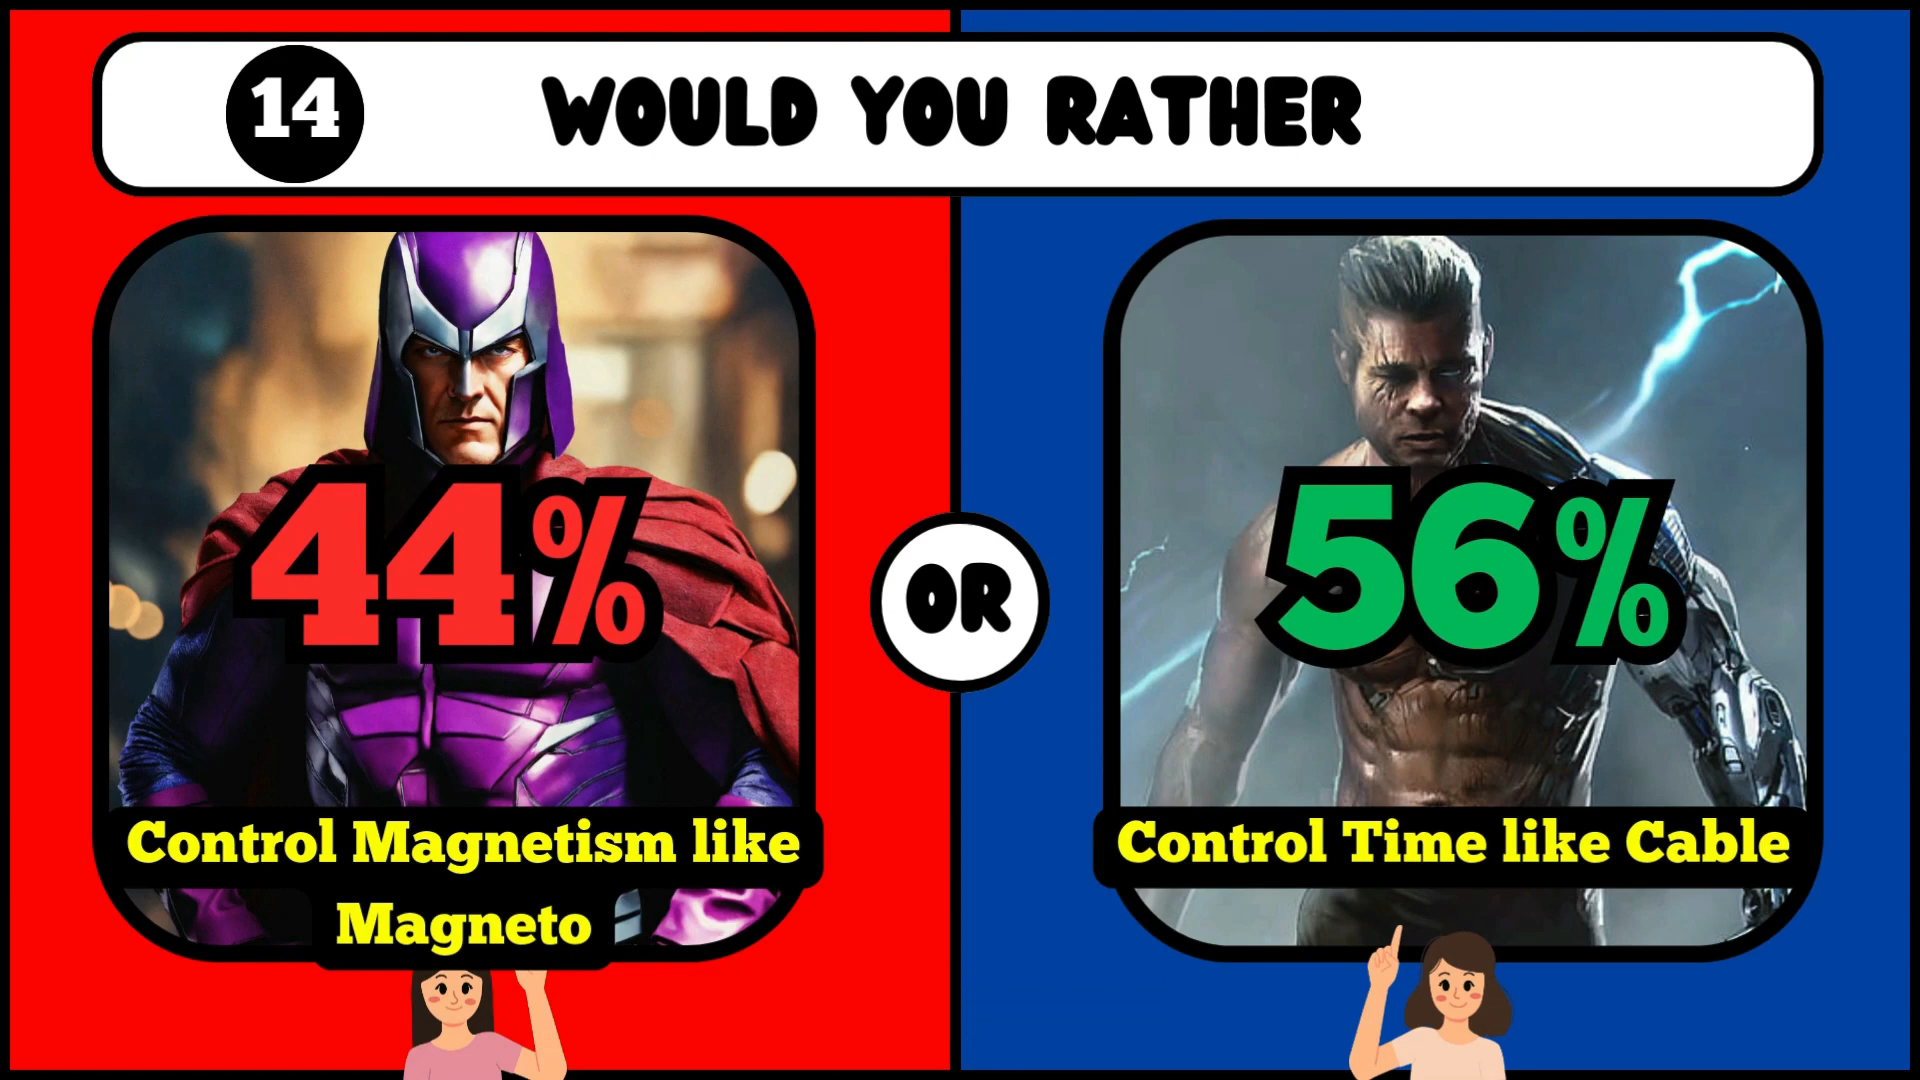 14
WOULD YOU RATHER
44%
OR
56%
Control Magnetism like
Magneto
Control Time like Cable